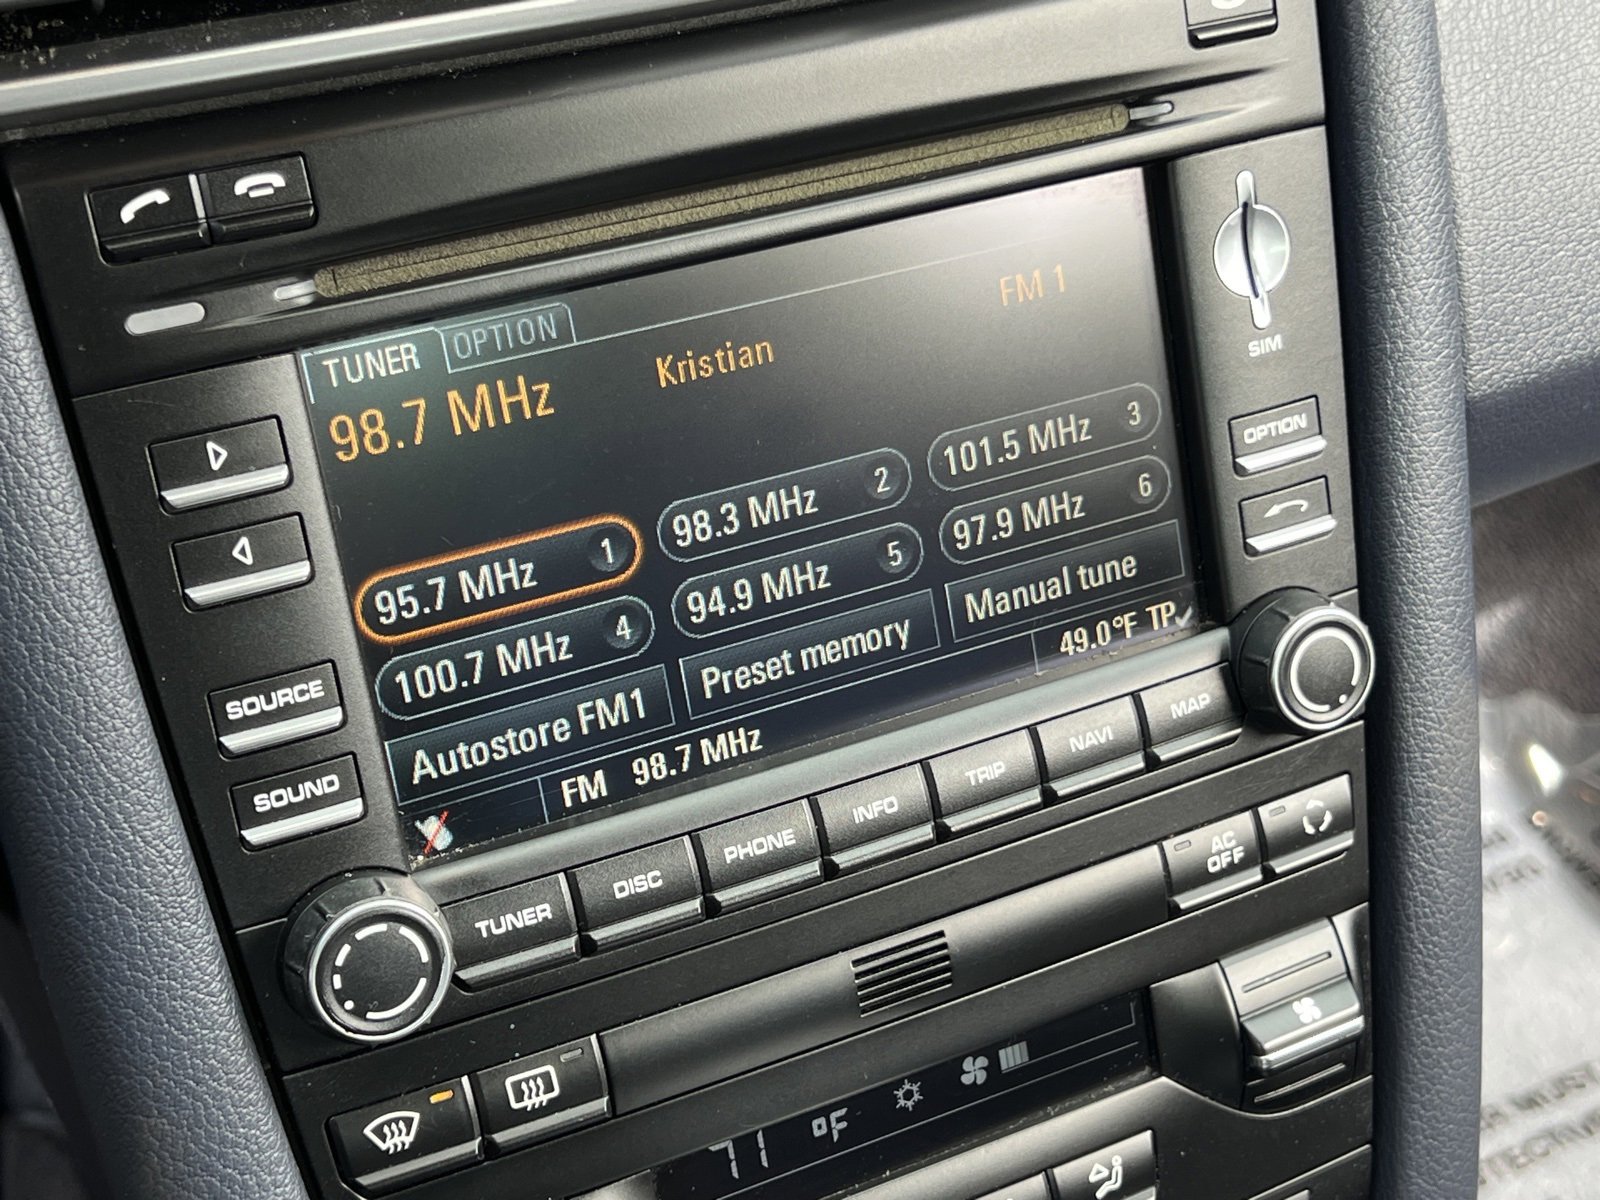 SIM
TUNER OPTION FM 1
98.7 MHz Kristian
95.7 MHz 1 98.3 MHz 2 101.5 MHz 3
100.7 MHz 4 94.9 MHz 5 97.9 MHz 6
Autostore FM1 Preset memory Manual tune
FM 98.7 MHz 49.0°F TP
OPTION
SOURCE
SOUND
TUNER DISC PHONE INFO TRIP NAVI MAP
AC
OFF
71 °F
MUST